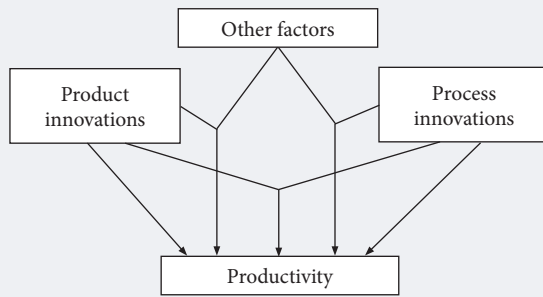 Other factors
Product
innovations
Process
innovations
Productivity